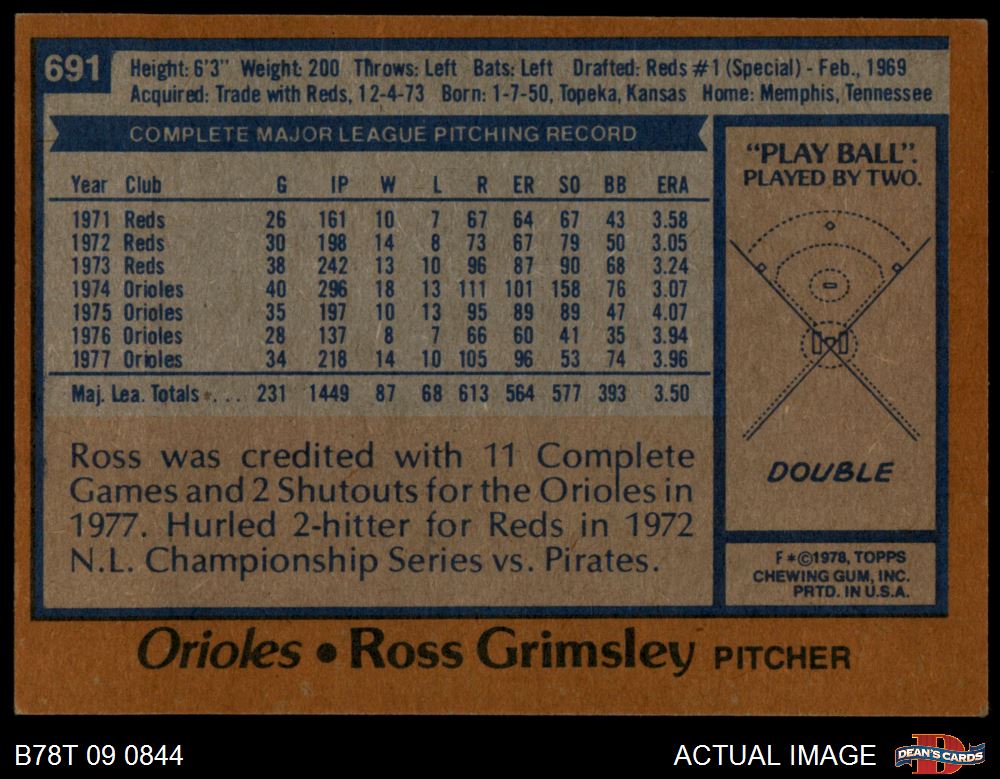 691
Height: 6'3" Weight: 200 Throws: Left Bats: Left Drafted: Reds #1 (Special) - Feb., 1969
Acquired: Trade with Reds, 12-4-73 Born: 1-7-50, Topeka, Kansas Home: Memphis, Tennessee
COMPLETE MAJOR LEAGUE PITCHING RECORD
Year Club G IP W L R ER SO BB ERA
1971 Reds 26 161 10 7 67 64 67 43 3.58
1972 Reds 30 198 14 8 73 67 79 50 3.05
1973 Reds 38 242 13 10 96 87 90 68 3.24
1974 Orioles 40 296 18 13 111 101 158 76 3.07
1975 Orioles 35 197 10 13 95 89 89 47 4.07
1976 Orioles 28 137 8 7 66 60 41 35 3.94
1977 Orioles 34 218 14 10 105 96 53 74 3.96
Maj. Lea. Totals . . . 231 1449 87 68 613 564 577 393 3.50
Ross was credited with 11 Complete
Games and 2 Shutouts for the Orioles in
1977. Hurled 2-hitter for Reds in 1972
N.L. Championship Series vs. Pirates.
"PLAY BALL".
PLAYED BY TWO.
DOUBLE
F*©1978, TOPPS
CHEWING GUM, INC.
PRTD. IN U.S.A.
Orioles • Ross Grimsley PITCHER
B78T 09 0844 ACTUAL IMAGE
D
DEAN'S CARDS